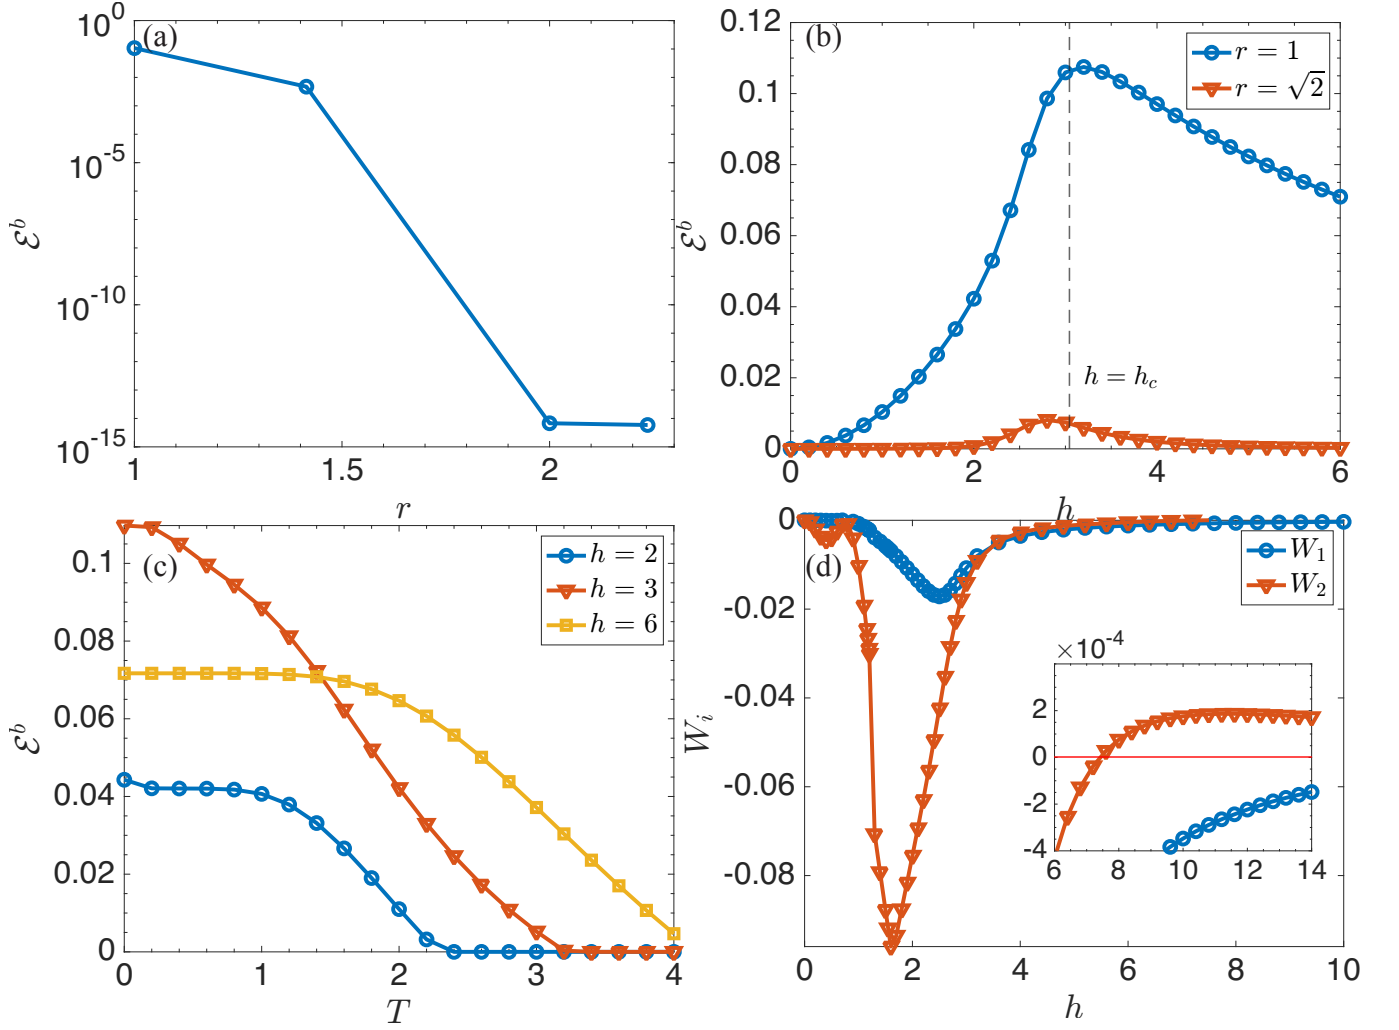 (a)
10^0
10^-5
10^-10
10^-15
ℰ^b
1 1.5 2
r
(b)
0.12
0.1
0.08
0.06
0.04
0.02
0
ℰ^b
r = 1
r = √2
h = h_c
0 2 4 6
h
(c)
0.1
0.08
0.06
0.04
0.02
0
ℰ^b
h = 2
h = 3
h = 6
0 1 2 3 4
T
(d)
0
-0.02
-0.04
-0.06
-0.08
W_i
W_1
W_2
×10^-4
2
0
-2
-4
6 8 10 12 14
0 2 4 6 8 10
h